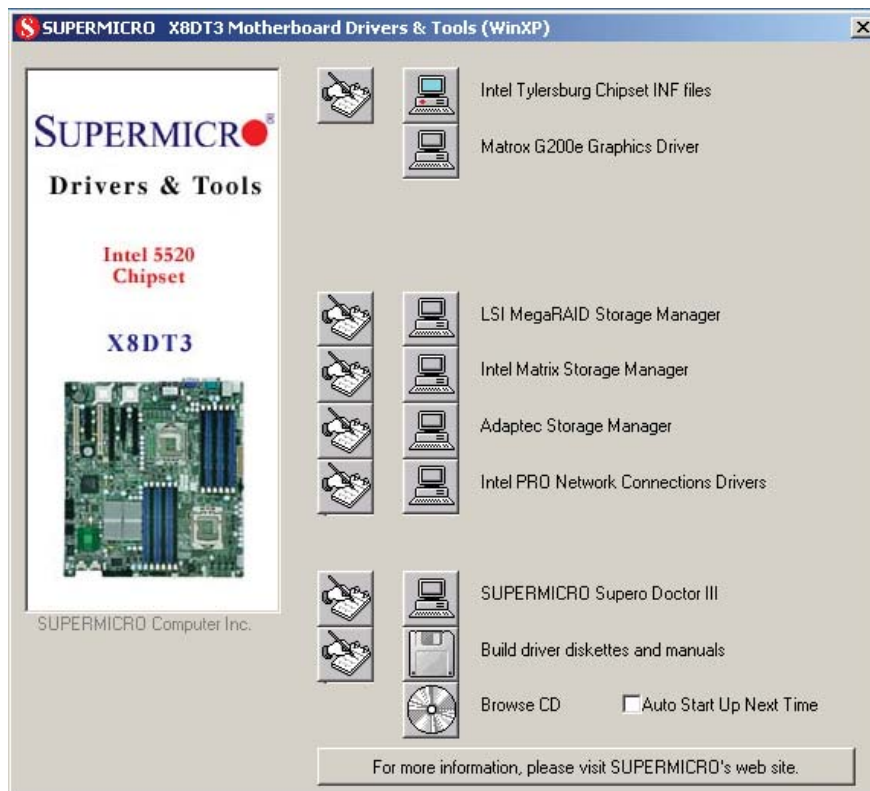 SUPERMICRO X8DT3 Motherboard Drivers & Tools (WinXP)
SUPERMICRO®
Drivers & Tools
Intel 5520
Chipset
X8DT3
SUPERMICRO Computer Inc.
Intel Tylersburg Chipset INF files
Matrox G200e Graphics Driver
LSI MegaRAID Storage Manager
Intel Matrix Storage Manager
Adaptec Storage Manager
Intel PRO Network Connections Drivers
SUPERMICRO Supero Doctor III
Build driver diskettes and manuals
Browse CD Auto Start Up Next Time
For more information, please visit SUPERMICRO's web site.